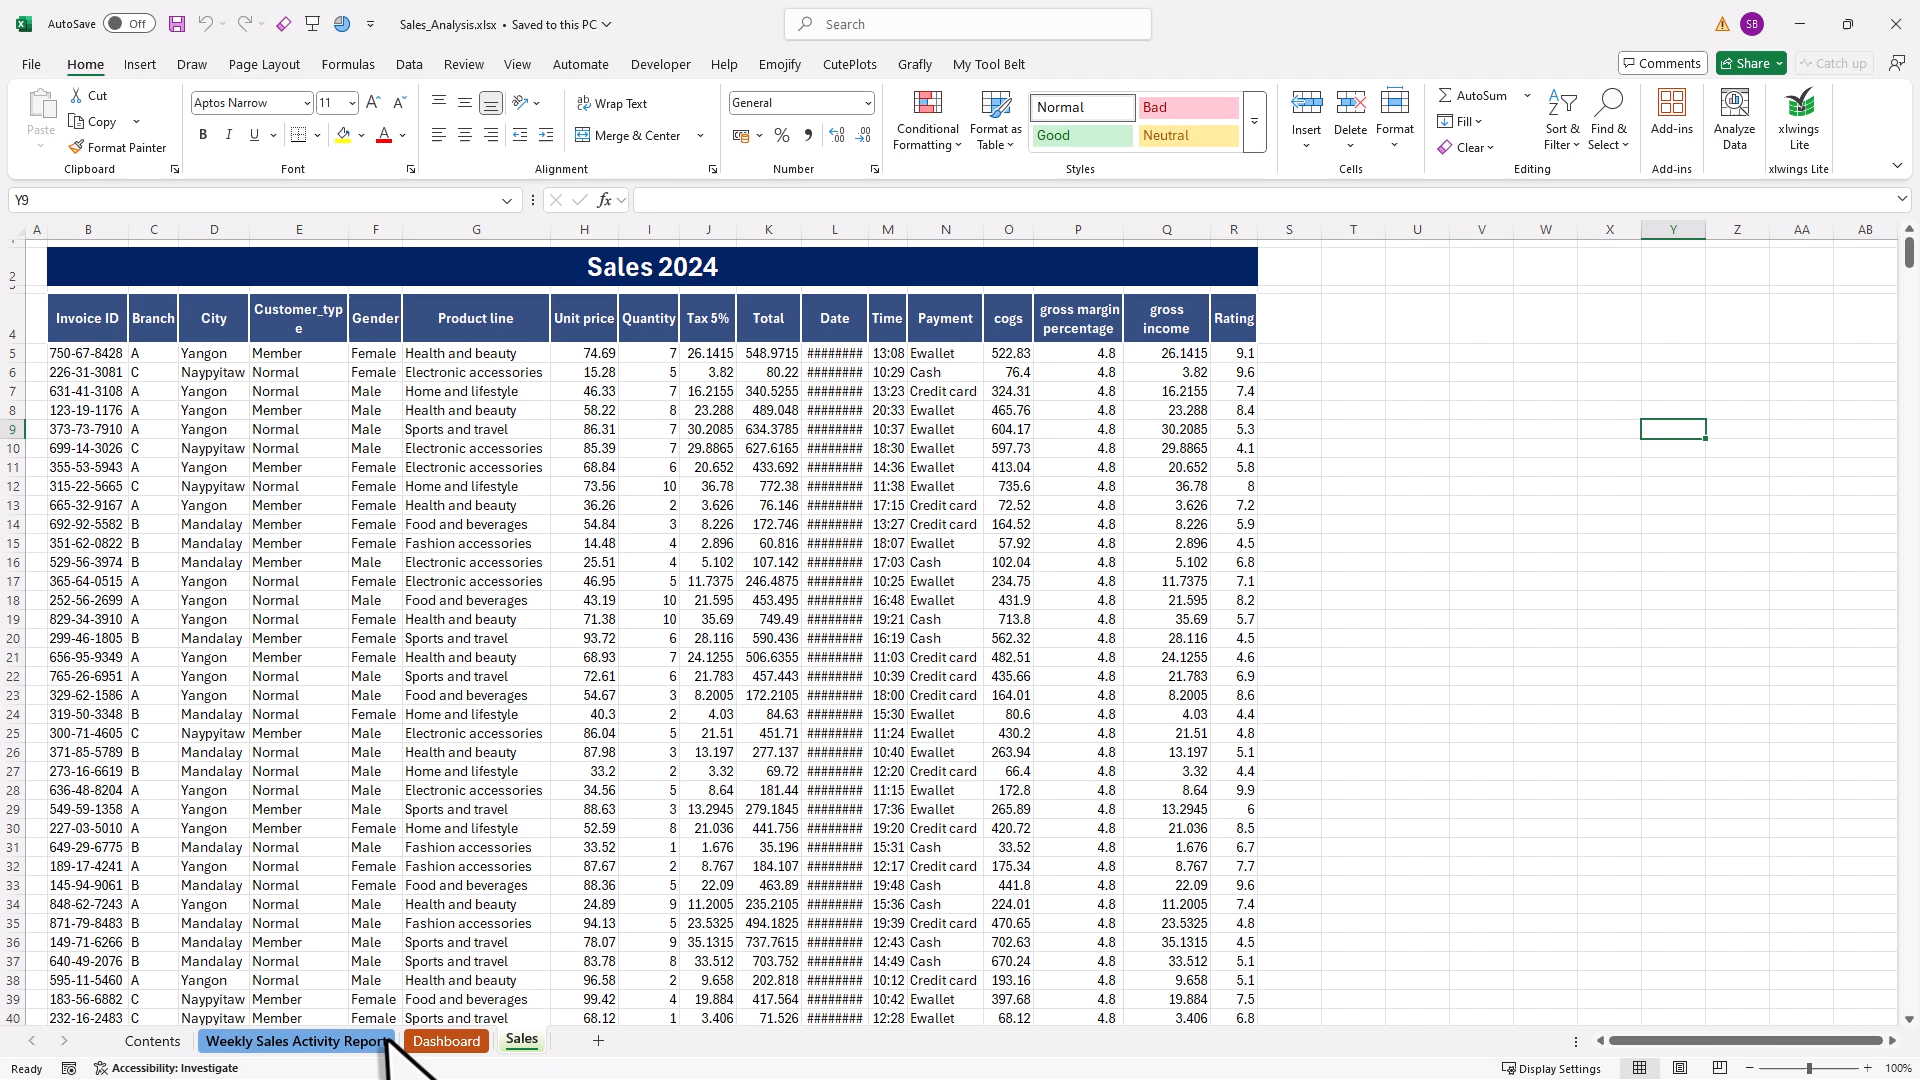 AutoSave Off Sales_Analysis.xlsx • Saved to this PC Search SB
File Home Insert Draw Page Layout Formulas Data Review View Automate Developer Help Emojify CutePlots Grafly My Tool Belt Comments Share Catch up
Paste Cut Copy Format Painter Clipboard
Aptos Narrow 11 B I U A Font
Wrap Text Merge & Center Alignment
General % Number
Conditional Formatting Format as Table Normal Bad Good Neutral Styles
Insert Delete Format Cells
AutoSum Fill Clear Sort & Filter Find & Select Editing
Add-ins Add-ins
Analyze Data
xlwings Lite xlwings Lite
Y9 fx
A B C D E F G H I J K L M N O P Q R S T U V W X Y Z AA AB
2 Sales 2024
4 Invoice ID Branch City Customer_type Gender Product line Unit price Quantity Tax 5% Total Date Time Payment cogs gross margin percentage gross income Rating
5 750-67-8428 A Yangon Member Female Health and beauty 74.69 7 26.1415 548.9715 ######## 13:08 Ewallet 522.83 4.8 26.1415 9.1
6 226-31-3081 C Naypyitaw Normal Female Electronic accessories 15.28 5 3.82 80.22 ######## 10:29 Cash 76.4 4.8 3.82 9.6
7 631-41-3108 A Yangon Normal Male Home and lifestyle 46.33 7 16.2155 340.5255 ######## 13:23 Credit card 324.31 4.8 16.2155 7.4
8 123-19-1176 A Yangon Member Male Health and beauty 58.22 8 23.288 489.048 ######## 20:33 Ewallet 465.76 4.8 23.288 8.4
9 373-73-7910 A Yangon Normal Male Sports and travel 86.31 7 30.2085 634.3785 ######## 10:37 Ewallet 604.17 4.8 30.2085 5.3
10 699-14-3026 C Naypyitaw Normal Male Electronic accessories 85.39 7 29.8865 627.6165 ######## 18:30 Ewallet 597.73 4.8 29.8865 4.1
11 355-53-5943 A Yangon Member Female Electronic accessories 68.84 6 20.652 433.692 ######## 14:36 Ewallet 413.04 4.8 20.652 5.8
12 315-22-5665 C Naypyitaw Normal Female Home and lifestyle 73.56 10 36.78 772.38 ######## 11:38 Ewallet 735.6 4.8 36.78 8
13 665-32-9167 A Yangon Member Female Health and beauty 36.26 2 3.626 76.146 ######## 17:15 Credit card 72.52 4.8 3.626 7.2
14 692-92-5582 B Mandalay Member Female Food and beverages 54.84 3 8.226 172.746 ######## 13:27 Credit card 164.52 4.8 8.226 5.9
15 351-62-0822 B Mandalay Member Female Fashion accessories 14.48 4 2.896 60.816 ######## 18:07 Ewallet 57.92 4.8 2.896 4.5
16 529-56-3974 B Mandalay Member Male Electronic accessories 25.51 4 5.102 107.142 ######## 17:03 Cash 102.04 4.8 5.102 6.8
17 365-64-0515 A Yangon Normal Female Electronic accessories 46.95 5 11.7375 246.4875 ######## 10:25 Ewallet 234.75 4.8 11.7375 7.1
18 252-56-2699 A Yangon Normal Male Food and beverages 43.19 10 21.595 453.495 ######## 16:48 Ewallet 431.9 4.8 21.595 8.2
19 829-34-3910 A Yangon Normal Female Health and beauty 71.38 10 35.69 749.49 ######## 19:21 Cash 713.8 4.8 35.69 5.7
20 299-46-1805 B Mandalay Member Female Sports and travel 93.72 6 28.116 590.436 ######## 16:19 Cash 562.32 4.8 28.116 4.5
21 656-95-9349 A Yangon Member Female Health and beauty 68.93 7 24.1255 506.6355 ######## 11:03 Credit card 482.51 4.8 24.1255 4.6
22 765-26-6951 A Yangon Normal Male Sports and travel 72.61 6 21.783 457.443 ######## 10:39 Credit card 435.66 4.8 21.783 6.9
23 329-62-1586 A Yangon Normal Male Food and beverages 54.67 3 8.2005 172.2105 ######## 18:00 Credit card 164.01 4.8 8.2005 8.6
24 319-50-3348 B Mandalay Normal Female Home and lifestyle 40.3 2 4.03 84.63 ######## 15:30 Ewallet 80.6 4.8 4.03 4.4
25 300-71-4605 C Naypyitaw Member Male Electronic accessories 86.04 5 21.51 451.71 ######## 11:24 Ewallet 430.2 4.8 21.51 4.8
26 371-85-5789 B Mandalay Normal Male Health and beauty 87.98 3 13.197 277.137 ######## 10:40 Ewallet 263.94 4.8 13.197 5.1
27 273-16-6619 B Mandalay Normal Male Home and lifestyle 33.2 2 3.32 69.72 ######## 12:20 Credit card 66.4 4.8 3.32 4.4
28 636-48-8204 A Yangon Normal Male Electronic accessories 34.56 5 8.64 181.44 ######## 11:15 Ewallet 172.8 4.8 8.64 9.9
29 549-59-1358 A Yangon Member Male Sports and travel 88.63 3 13.2945 279.1845 ######## 17:36 Ewallet 265.89 4.8 13.2945 6
30 227-03-5010 A Yangon Member Female Home and lifestyle 52.59 8 21.036 441.756 ######## 19:20 Credit card 420.72 4.8 21.036 8.5
31 649-29-6775 B Mandalay Normal Male Fashion accessories 33.52 1 1.676 35.196 ######## 15:31 Cash 33.52 4.8 1.676 6.7
32 189-17-4241 A Yangon Normal Female Fashion accessories 87.67 2 8.767 184.107 ######## 12:17 Credit card 175.34 4.8 8.767 7.7
33 145-94-9061 B Mandalay Normal Female Food and beverages 88.36 5 22.09 463.89 ######## 19:48 Cash 441.8 4.8 22.09 9.6
34 848-62-7243 A Yangon Normal Male Health and beauty 24.89 9 11.2005 235.2105 ######## 15:36 Cash 224.01 4.8 11.2005 7.4
35 871-79-8483 B Mandalay Normal Male Fashion accessories 94.13 5 23.5325 494.1825 ######## 19:39 Credit card 470.65 4.8 23.5325 4.8
36 149-71-6266 B Mandalay Member Male Sports and travel 78.07 9 35.1315 737.7615 ######## 12:43 Cash 702.63 4.8 35.1315 4.5
37 640-49-2076 B Mandalay Normal Male Sports and travel 83.78 8 33.512 703.752 ######## 14:49 Cash 670.24 4.8 33.512 5.1
38 595-11-5460 A Yangon Normal Male Health and beauty 96.58 2 9.658 202.818 ######## 10:12 Credit card 193.16 4.8 9.658 5.1
39 183-56-6882 C Naypyitaw Member Female Food and beverages 99.42 4 19.884 417.564 ######## 10:42 Ewallet 397.68 4.8 19.884 7.5
40 232-16-2483 C Naypyitaw Member Female Sports and travel 68.12 1 3.406 71.526 ######## 12:28 Ewallet 68.12 4.8 3.406 6.8
Contents Weekly Sales Activity Report Dashboard Sales
Ready Accessibility: Investigate Display Settings 100%